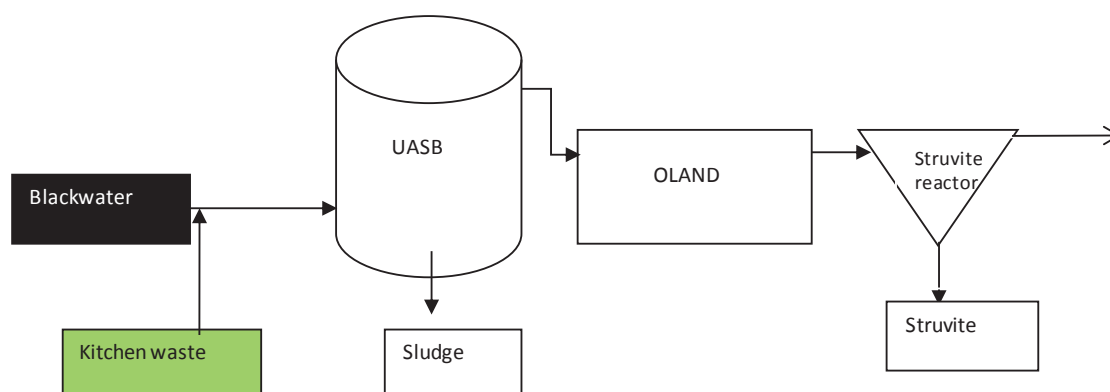 Blackwater
Kitchen waste
UASB
Sludge
OLAND
Struvite
reactor
Struvite